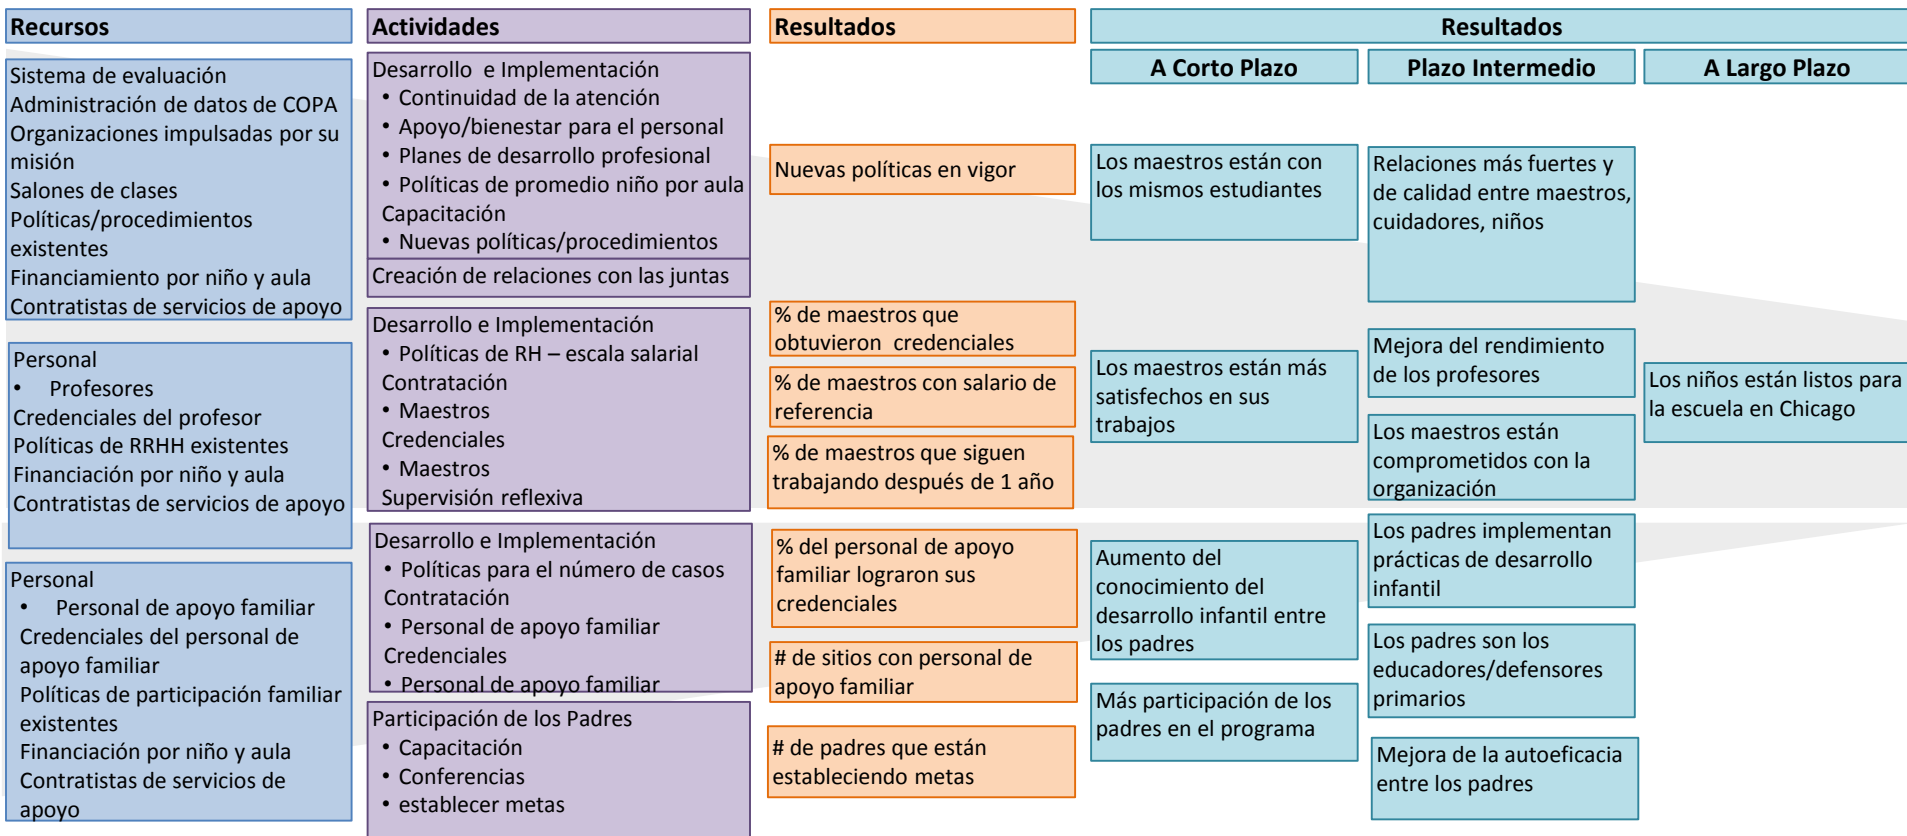 Recursos
Sistema de evaluación
Administración de datos de COPA
Organizaciones impulsadas por su
misión
Salones de clases
Políticas/procedimientos
existentes
Financiamiento por niño y aula
Contratistas de servicios de apoyo
Personal
• Profesores
Credenciales del profesor
Políticas de RRHH existentes
Financiación por niño y aula
Contratistas de servicios de apoyo
Personal
• Personal de apoyo familiar
Credenciales del personal de
apoyo familiar
Políticas de participación familiar
existentes
Financiación por niño y aula
Contratistas de servicios de
apoyo
Actividades
Desarrollo e Implementación
• Continuidad de la atención
• Apoyo/bienestar para el personal
• Planes de desarrollo profesional
• Políticas de promedio niño por aula
Capacitación
• Nuevas políticas/procedimientos
Creación de relaciones con las juntas
Desarrollo e Implementación
• Políticas de RH – escala salarial
Contratación
• Maestros
Credenciales
• Maestros
Supervisión reflexiva
Desarrollo e Implementación
• Políticas para el número de casos
Contratación
• Personal de apoyo familiar
Credenciales
• Personal de apoyo familiar
Participación de los Padres
• Capacitación
• Conferencias
• establecer metas
Resultados
Nuevas políticas en vigor
% de maestros que
obtuvieron credenciales
% de maestros con salario de
referencia
% de maestros que siguen
trabajando después de 1 año
% del personal de apoyo
familiar lograron sus
credenciales
# de sitios con personal de
apoyo familiar
# de padres que están
estableciendo metas
Resultados
A Corto Plazo
Los maestros están con
los mismos estudiantes
Los maestros están más
satisfechos en sus
trabajos
Aumento del
conocimiento del
desarrollo infantil entre
los padres
Más participación de los
padres en el programa
Plazo Intermedio
Relaciones más fuertes y
de calidad entre maestros,
cuidadores, niños
Mejora del rendimiento
de los profesores
Los maestros están
comprometidos con la
organización
Los padres implementan
prácticas de desarrollo
infantil
Los padres son los
educadores/defensores
primarios
Mejora de la autoeficacia
entre los padres
A Largo Plazo
Los niños están listos para
la escuela en Chicago